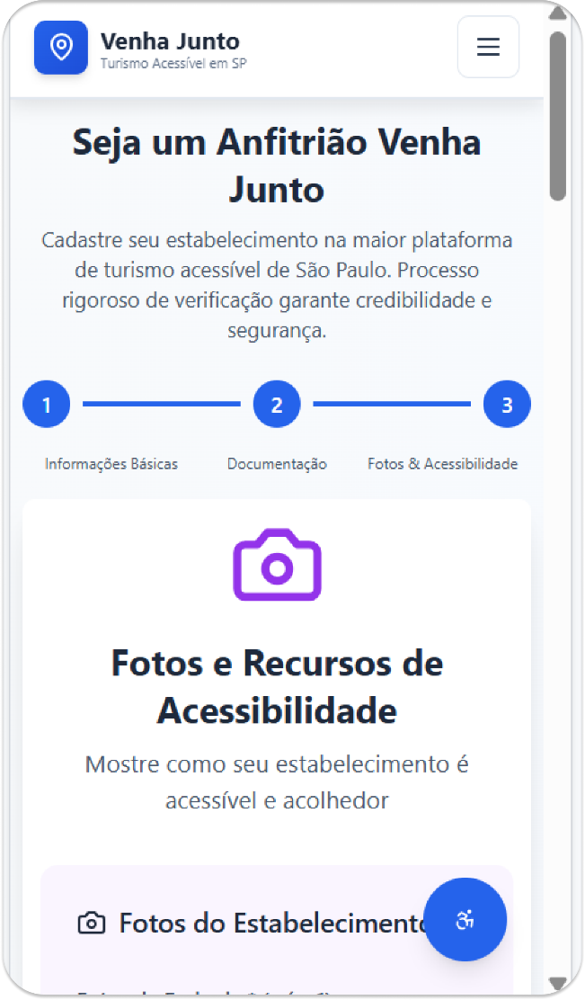 Venha Junto
Turismo Acessível em SP
Seja um Anfitrião Venha
Junto
Cadastre seu estabelecimento na maior plataforma
de turismo acessível de São Paulo. Processo
rigoroso de verificação garante credibilidade e
segurança.
1 2 3
Informações Básicas Documentação Fotos & Acessibilidade
Fotos e Recursos de
Acessibilidade
Mostre como seu estabelecimento é
acessível e acolhedor
Fotos do Estabelecimento